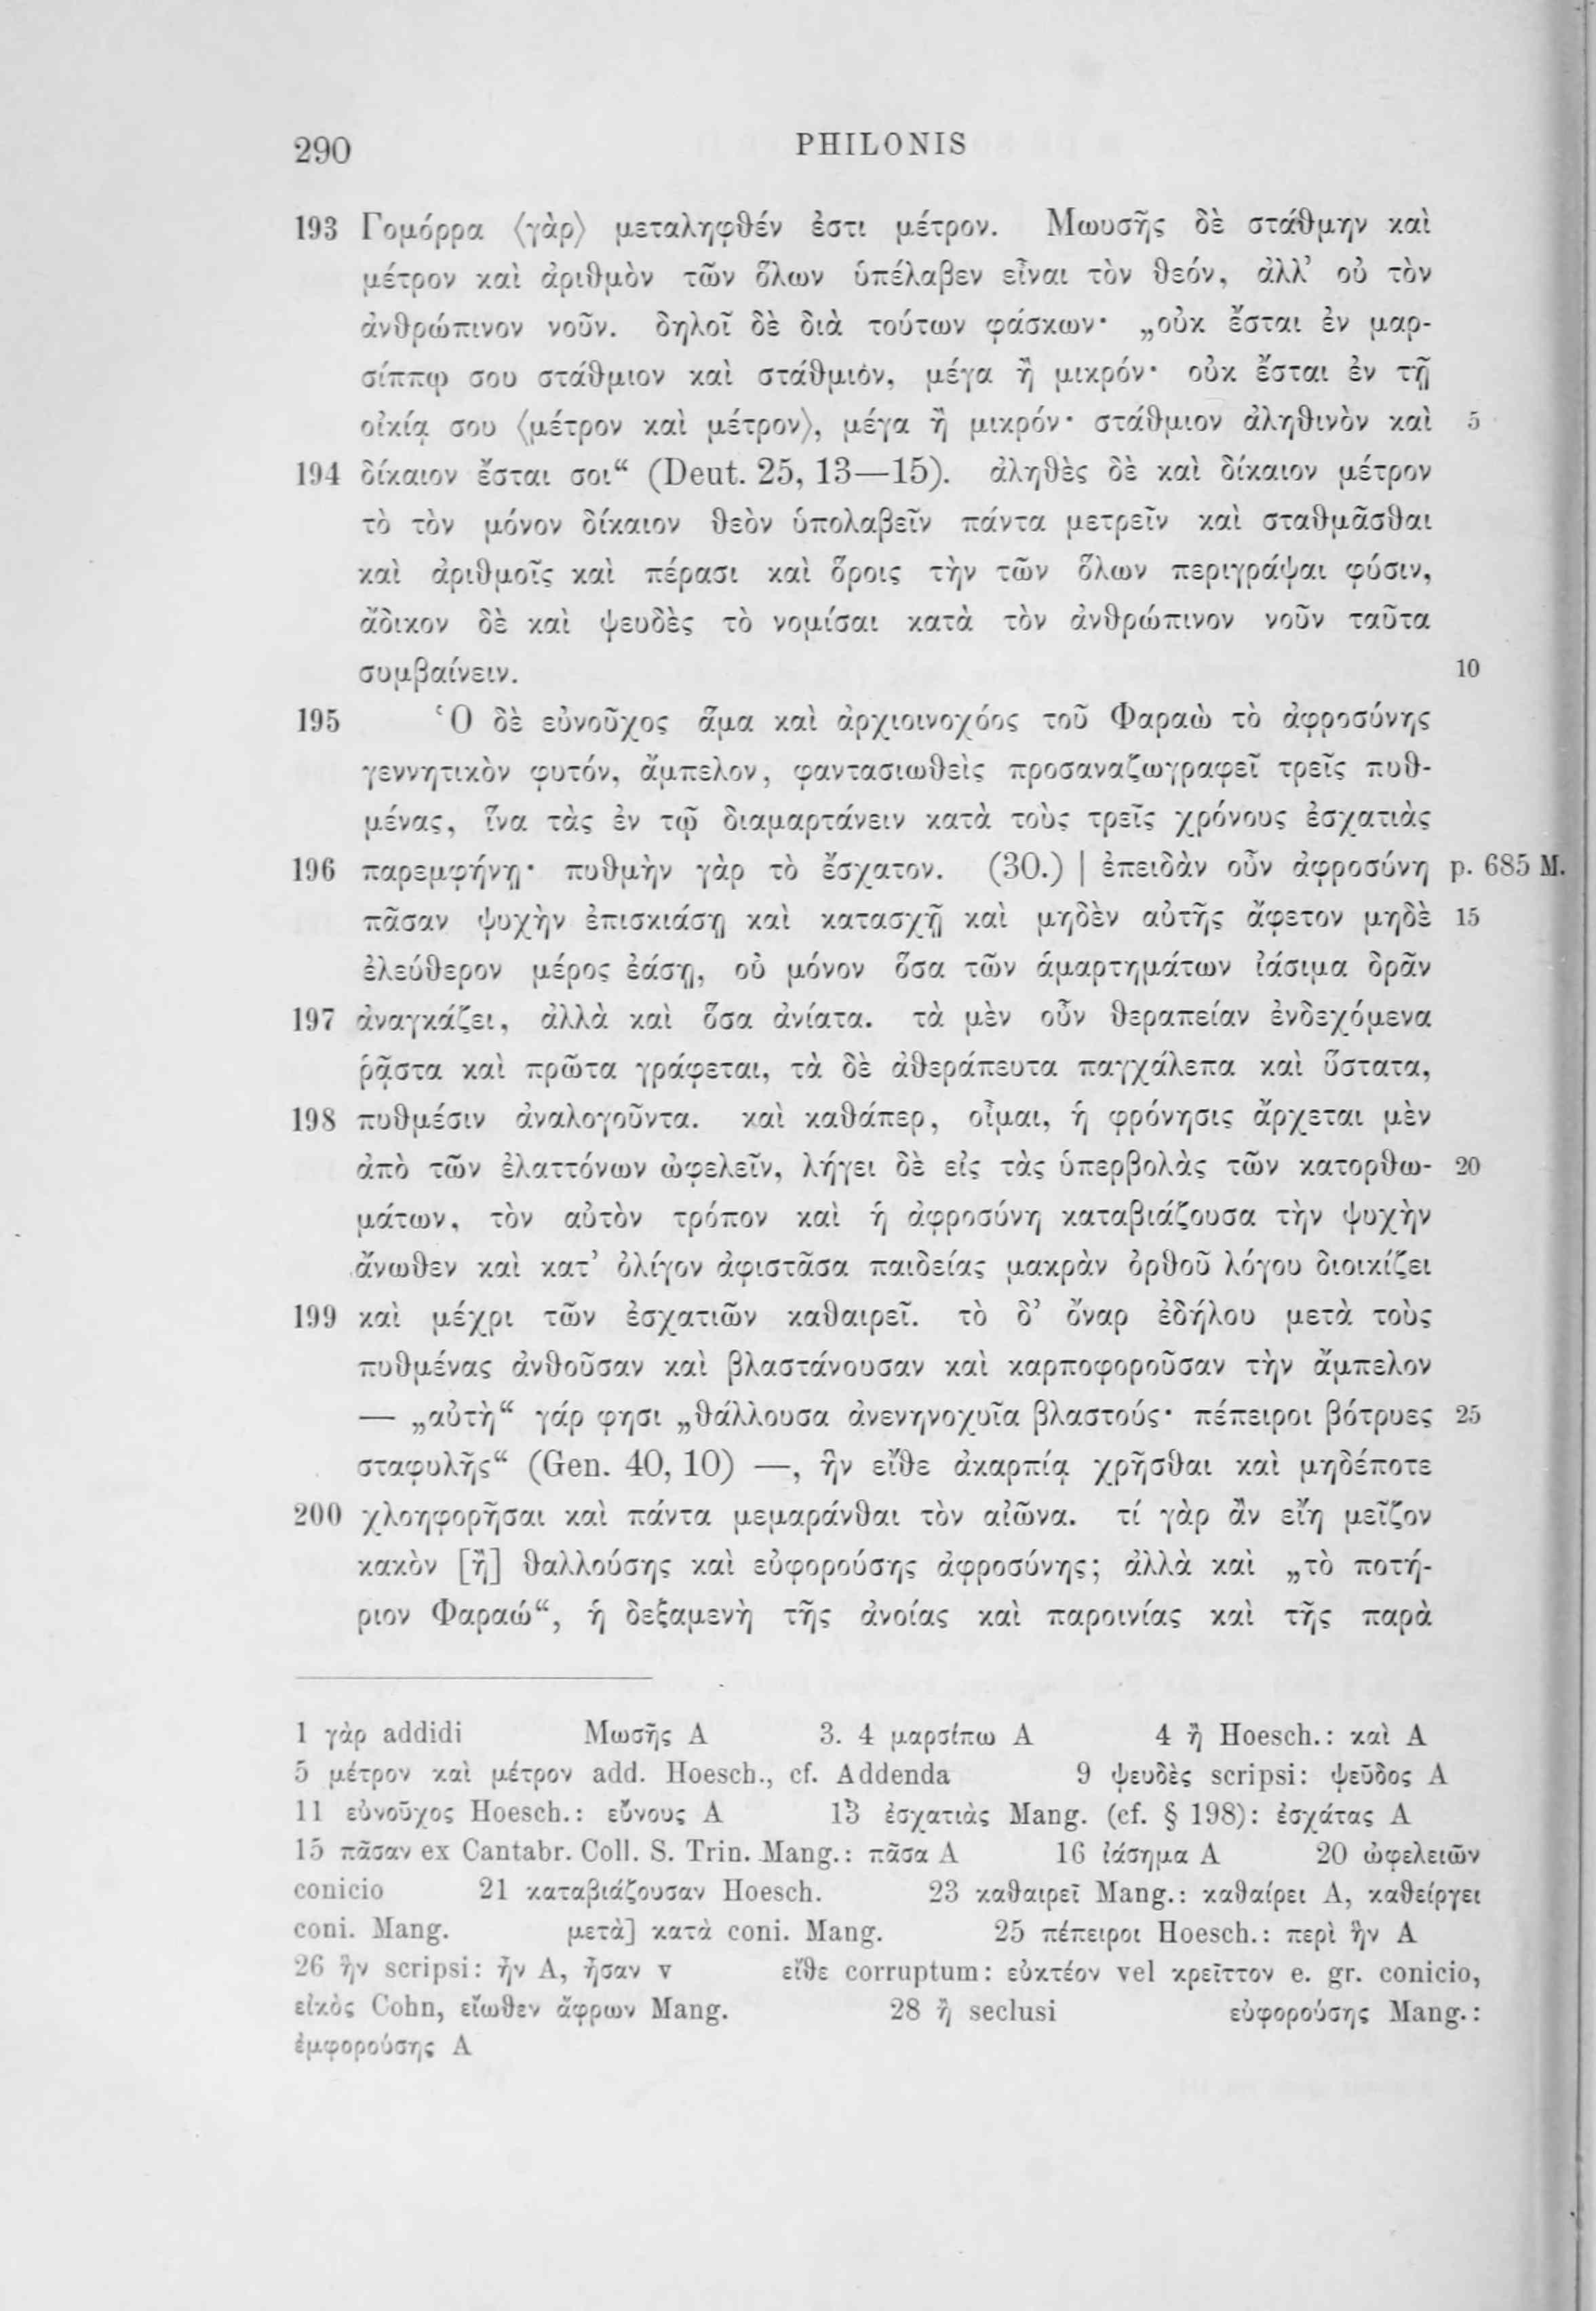 290 PHILONIS
193 Γομόρρα ⟨γὰρ⟩ μεταληφθέν ἐστι μέτρον. Μωυσῆς δὲ στάθμην καὶ
μέτρον καὶ ἀριθμὸν τῶν ὅλων ὑπέλαβεν εἶναι τὸν θεόν, ἀλλ’ οὐ τὸν
ἀνθρώπινον νοῦν. δηλοῖ δὲ διὰ τούτων φάσκων· „οὐκ ἔσται ἐν μαρ-
σίππῳ σου στάθμιον καὶ στάθμιον, μέγα ἢ μικρόν· οὐκ ἔσται ἐν τῇ
οἰκίᾳ σου ⟨μέτρον καὶ μέτρον⟩, μέγα ἢ μικρόν· στάθμιον ἀληθινὸν καὶ 5
194 δίκαιον ἔσται σοι“ (Deut. 25, 13—15). ἀληθὲς δὲ καὶ δίκαιον μέτρον
τὸ τὸν μόνον δίκαιον θεὸν ὑπολαβεῖν πάντα μετρεῖν καὶ σταθμᾶσθαι
καὶ ἀριθμοῖς καὶ πέρασι καὶ ὅροις τὴν τῶν ὅλων περιγράψαι φύσιν,
ἄδικον δὲ καὶ ψευδὲς τὸ νομίσαι κατὰ τὸν ἀνθρώπινον νοῦν ταῦτα
συμβαίνειν. 10
195 Ὁ δὲ εὐνοῦχος ἅμα καὶ ἀρχιοινοχόος τοῦ Φαραὼ τὸ ἀφροσύνης
γεννητικὸν φυτόν, ἄμπελον, φαντασιωθεὶς προσαναζωγραφεῖ τρεῖς πυθ-
μένας, ἵνα τὰς ἐν τῷ διαμαρτάνειν κατὰ τοὺς τρεῖς χρόνους ἐσχατιὰς
196 παρεμφήνῃ· πυθμὴν γὰρ τὸ ἔσχατον. (30.) | ἐπειδὰν οὖν ἀφροσύνη p. 685 M.
πᾶσαν ψυχὴν ἐπισκιάσῃ καὶ κατασχῇ καὶ μηδὲν αὐτῆς ἄφετον μηδὲ 15
ἐλεύθερον μέρος ἐάσῃ, οὐ μόνον ὅσα τῶν ἁμαρτημάτων ἰάσιμα δρᾶν
197 ἀναγκάζει, ἀλλὰ καὶ ὅσα ἀνίατα. τὰ μὲν οὖν θεραπείαν ἐνδεχόμενα
ῥᾷστα καὶ πρῶτα γράφεται, τὰ δὲ ἀθεράπευτα παγχάλεπα καὶ ὕστατα,
198 πυθμέσιν ἀναλογοῦντα. καὶ καθάπερ, οἶμαι, ἡ φρόνησις ἄρχεται μὲν
ἀπὸ τῶν ἐλαττόνων ὠφελεῖν, λήγει δὲ εἰς τὰς ὑπερβολὰς τῶν κατορθω- 20
μάτων, τὸν αὐτὸν τρόπον καὶ ἡ ἀφροσύνη καταβιάζουσα τὴν ψυχὴν
ἄνωθεν καὶ κατ’ ὀλίγον ἀφιστᾶσα παιδείας μακρὰν ὀρθοῦ λόγου διοικίζει
199 καὶ μέχρι τῶν ἐσχατιῶν καθαιρεῖ. τὸ δ’ ὄναρ ἐδήλου μετὰ τοὺς
πυθμένας ἀνθοῦσαν καὶ βλαστάνουσαν καὶ καρποφοροῦσαν τὴν ἄμπελον
— „αὐτὴ“ γάρ φησι „θάλλουσα ἀνενηνοχυῖα βλαστούς· πέπειροι βότρυες 25
σταφυλῆς“ (Gen. 40, 10) —, ἣν εἴθε ἀκαρπίᾳ χρῆσθαι καὶ μηδέποτε
200 χλοηφορῆσαι καὶ πάντα μεμαράνθαι τὸν αἰῶνα. τί γὰρ ἂν εἴη μεῖζον
κακὸν [ἢ] θαλλούσης καὶ εὐφορούσης ἀφροσύνης; ἀλλὰ καὶ „τὸ ποτή-
ριον Φαραώ“, ἡ δεξαμενὴ τῆς ἀνοίας καὶ παροινίας καὶ τῆς παρὰ
1 γὰρ addidi Μωσῆς A 3. 4 μαρσίπω A 4 ἢ Hoesch.: καὶ A
5 μέτρον καὶ μέτρον add. Hoesch., cf. Addenda 9 ψευδὲς scripsi: ψεῦδος A
11 εὐνοῦχος Hoesch.: εὔνους A 13 ἐσχατιὰς Mang. (cf. § 198): ἐσχάτας A
15 πᾶσαν ex Cantabr. Coll. S. Trin. Mang.: πᾶσα A 16 ἰάσημα A 20 ὠφελειῶν
conicio 21 καταβιάζουσαν Hoesch. 23 καθαιρεῖ Mang.: καθαίρει A, καθείργει
coni. Mang. μετὰ] κατὰ coni. Mang. 25 πέπειροι Hoesch.: περὶ ἣν A
26 ἣν scripsi: ἦν A, ἦσαν v εἴθε corruptum: εὐκτέον vel κρεῖττον e. gr. conicio,
εἰκὸς Cohn, εἴωθεν ἄφρων Mang. 28 ἢ seclusi εὐφορούσης Mang.:
ἐμφορούσης A